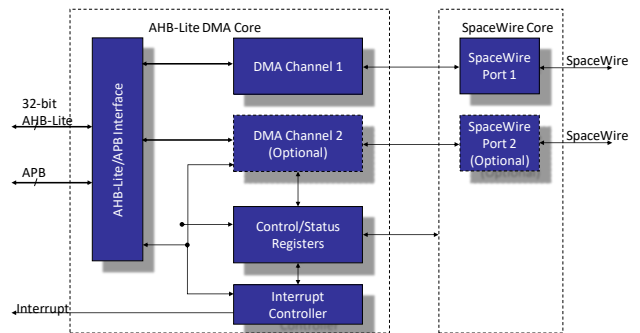 AHB-Lite DMA Core
SpaceWire Core
AHB-Lite/APB Interface
DMA Channel 1
SpaceWire
Port 1
SpaceWire
32-bit
AHB-Lite
DMA Channel 2
(Optional)
SpaceWire
Port 2
(Optional)
SpaceWire
APB
Control/Status
Registers
Interrupt
Interrupt
Controller